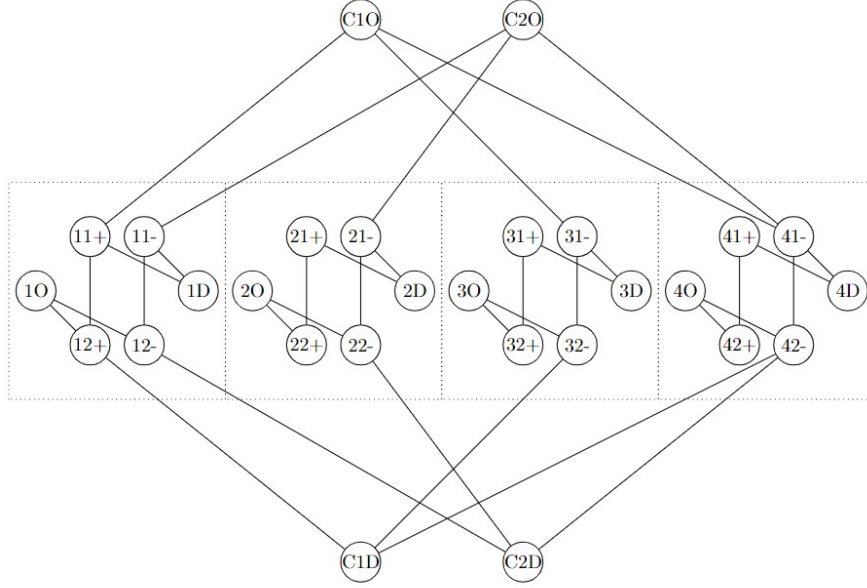 C1O C2O
11+ 11- 21+ 21- 31+ 31- 41+ 41-
1O 1D 2O 2D 3O 3D 4O 4D
12+ 12- 22+ 22- 32+ 32- 42+ 42-
C1D C2D